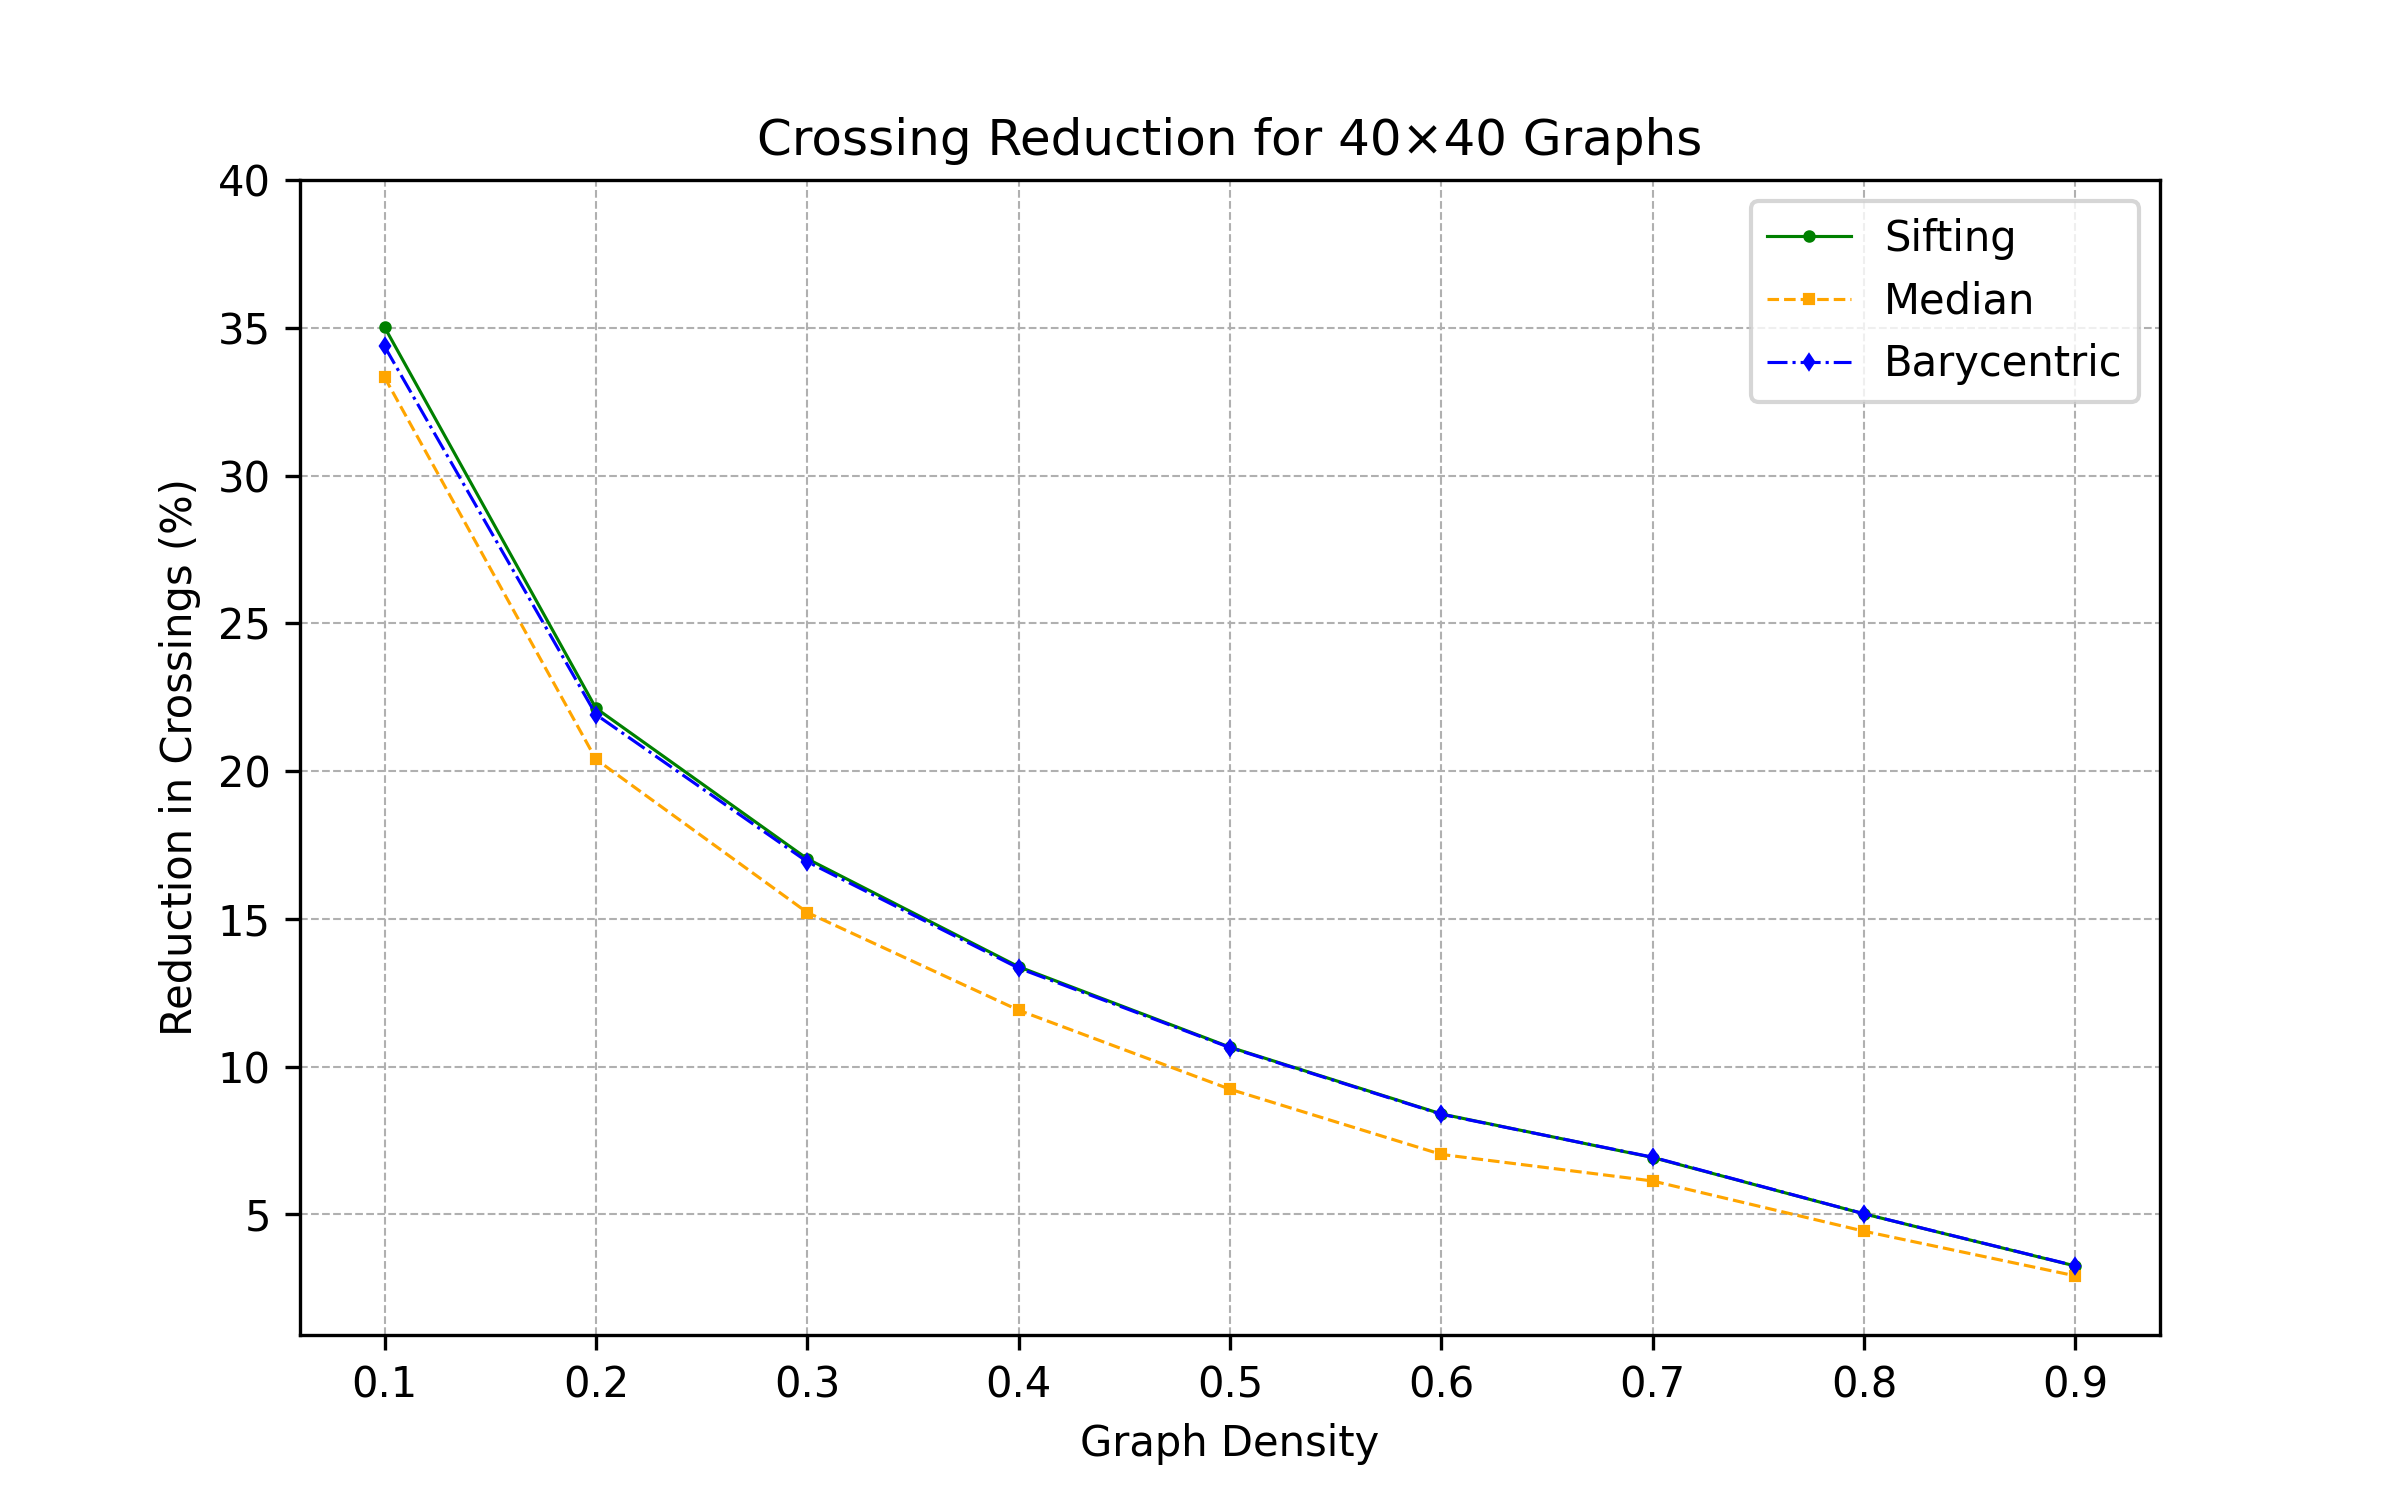 Crossing Reduction for 40×40 Graphs
40
35
30
25
20
15
10
5
Reduction in Crossings (%)
Sifting
Median
Barycentric
0.1 0.2 0.3 0.4 0.5 0.6 0.7 0.8 0.9
Graph Density